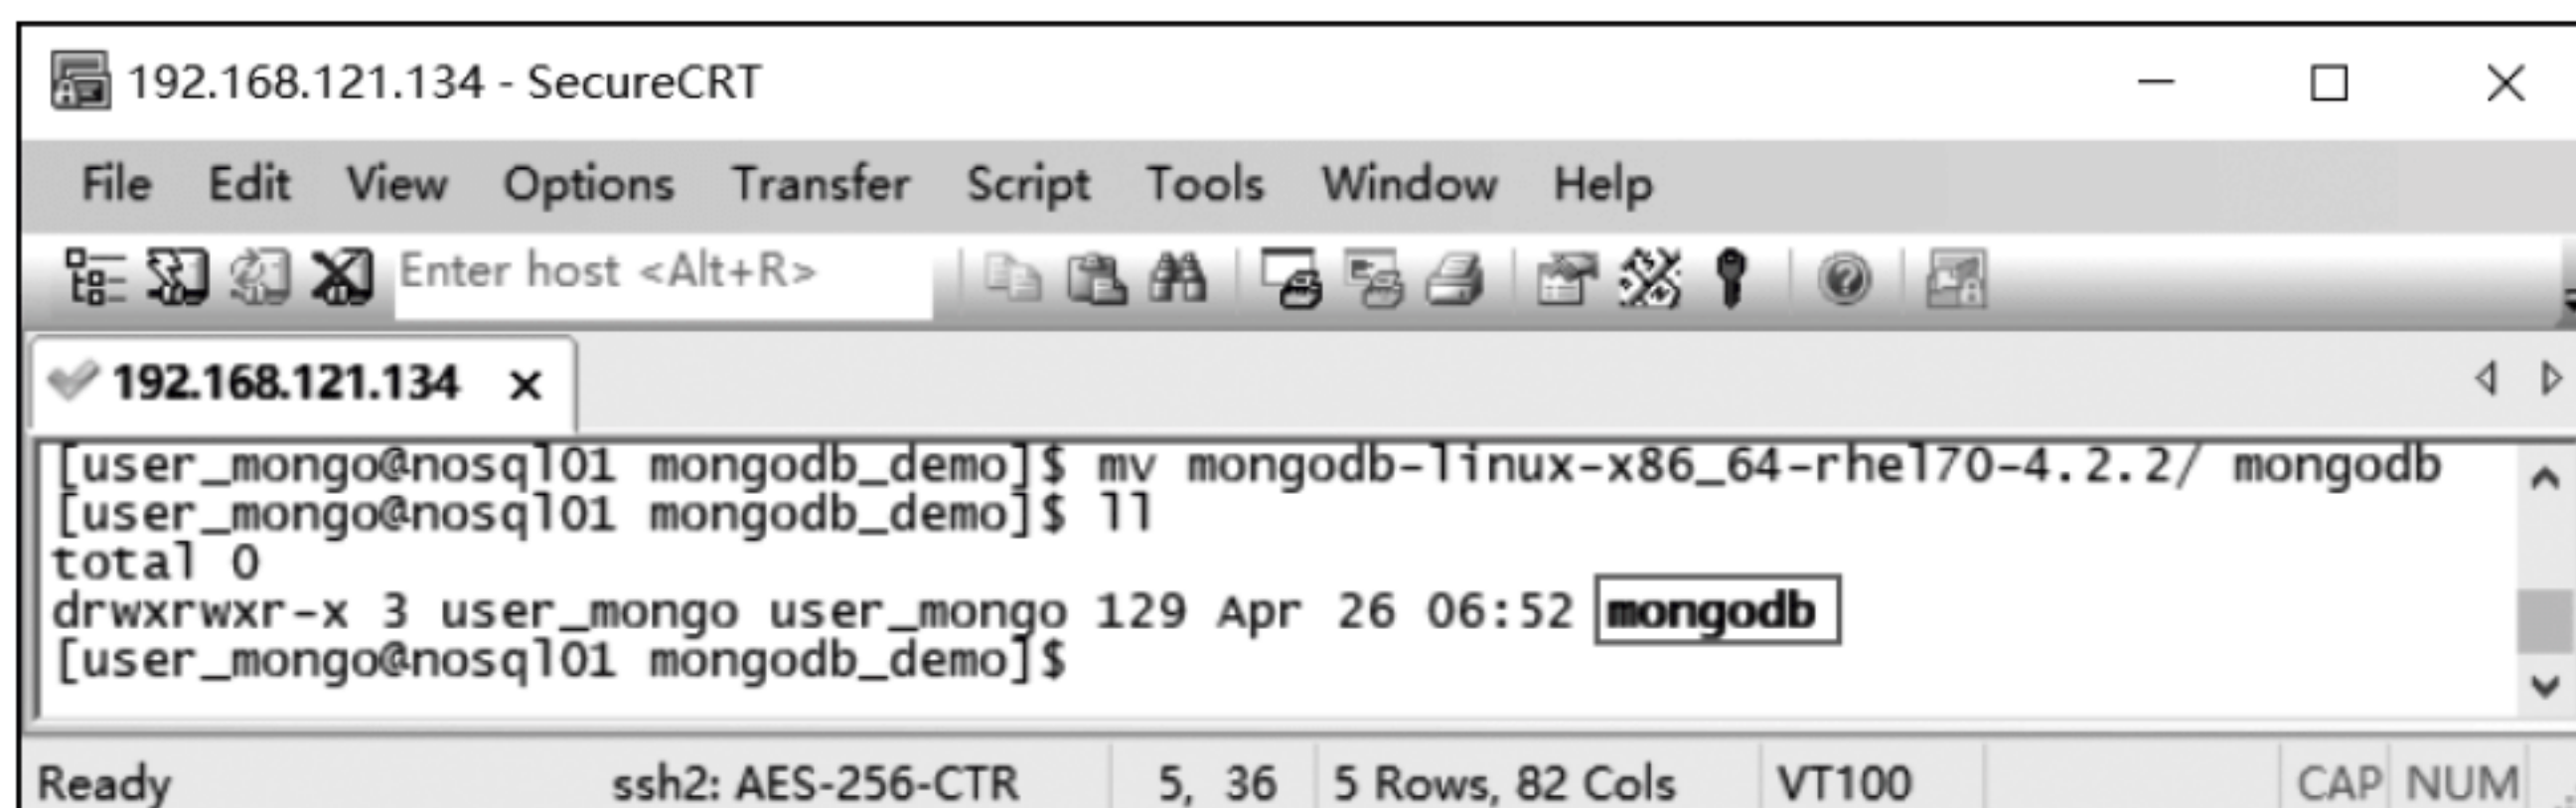 192.168.121.134 - SecureCRT
File Edit View Options Transfer Script Tools Window Help
Enter host <Alt+R>
192.168.121.134
[user_mongo@nosql01 mongodb_demo]$ mv mongodb-linux-x86_64-rhel70-4.2.2/ mongodb
[user_mongo@nosql01 mongodb_demo]$ ll
total 0
drwxrwxr-x 3 user_mongo user_mongo 129 Apr 26 06:52 mongodb
[user_mongo@nosql01 mongodb_demo]$
Ready ssh2: AES-256-CTR 5, 36 5 Rows, 82 Cols VT100 CAP NUM